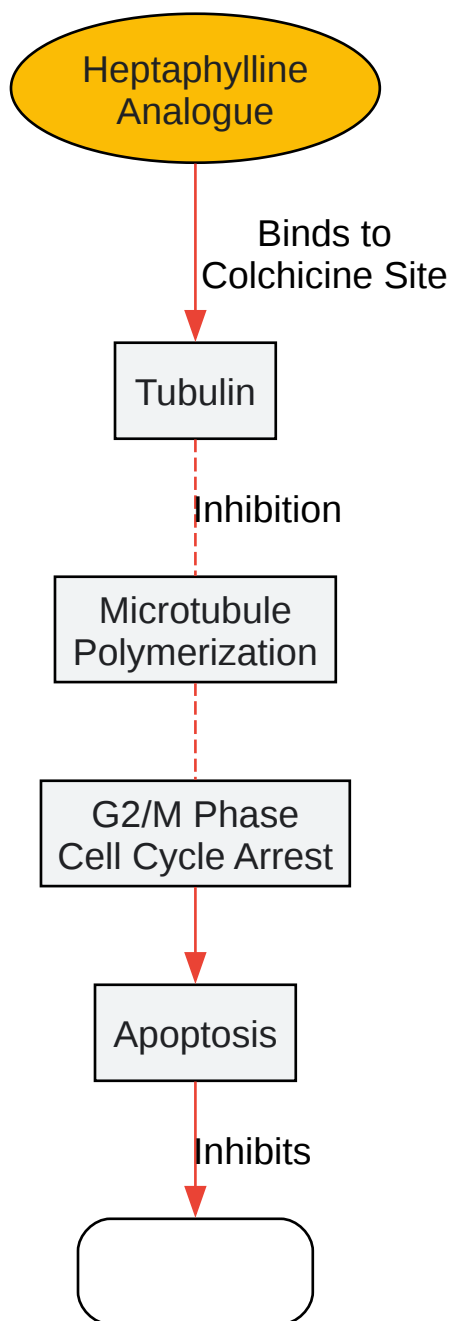 Heptaphylline
Analogue
Binds to
Colchicine Site
Tubulin
Inhibition
Microtubule
Polymerization
G2/M Phase
Cell Cycle Arrest
Apoptosis
Inhibits